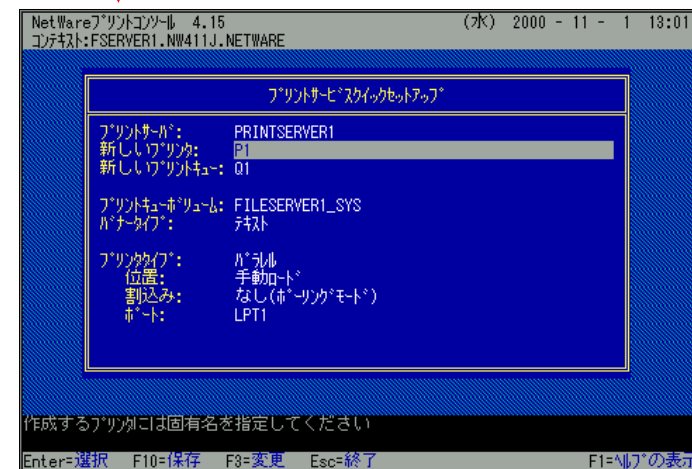 NetWareﾌﾟﾘﾝﾄｺﾝｿｰﾙ 4.15 (水) 2000 - 11 - 1 13:01
ｺﾝﾃｷｽﾄ:FSERVER1.NW411J.NETWARE
ﾌﾟﾘﾝﾄｻｰﾋﾞｽｸｲｯｸｾｯﾄｱｯﾌﾟ
ﾌﾟﾘﾝﾄｻｰﾊﾞ: PRINTSERVER1
新しいﾌﾟﾘﾝﾀ: P1
新しいﾌﾟﾘﾝﾄｷｭｰ: Q1
ﾌﾟﾘﾝﾄｷｭｰﾎﾞﾘｭｰﾑ: FILESERVER1_SYS
ﾊﾞﾅｰﾀｲﾌﾟ: ﾃｷｽﾄ
ﾌﾟﾘﾝﾀﾀｲﾌﾟ: ﾊﾟﾗﾚﾙ
位置: 手動ﾛｰﾄﾞ
割込み: なし(ﾎﾟｰﾘﾝｸﾞﾓｰﾄﾞ)
ﾎﾟｰﾄ: LPT1
作成するﾌﾟﾘﾝﾀには固有名を指定してください
Enter=選択 F10=保存 F3=変更 Esc=終了 F1=ﾍﾙﾌﾟの表示